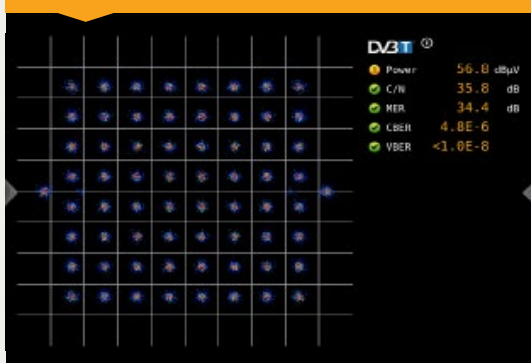 DVB T
Power 56.8 dBµV
C/N 35.8 dB
MER 34.4 dB
CBER 4.8E-6
VBER <1.0E-8